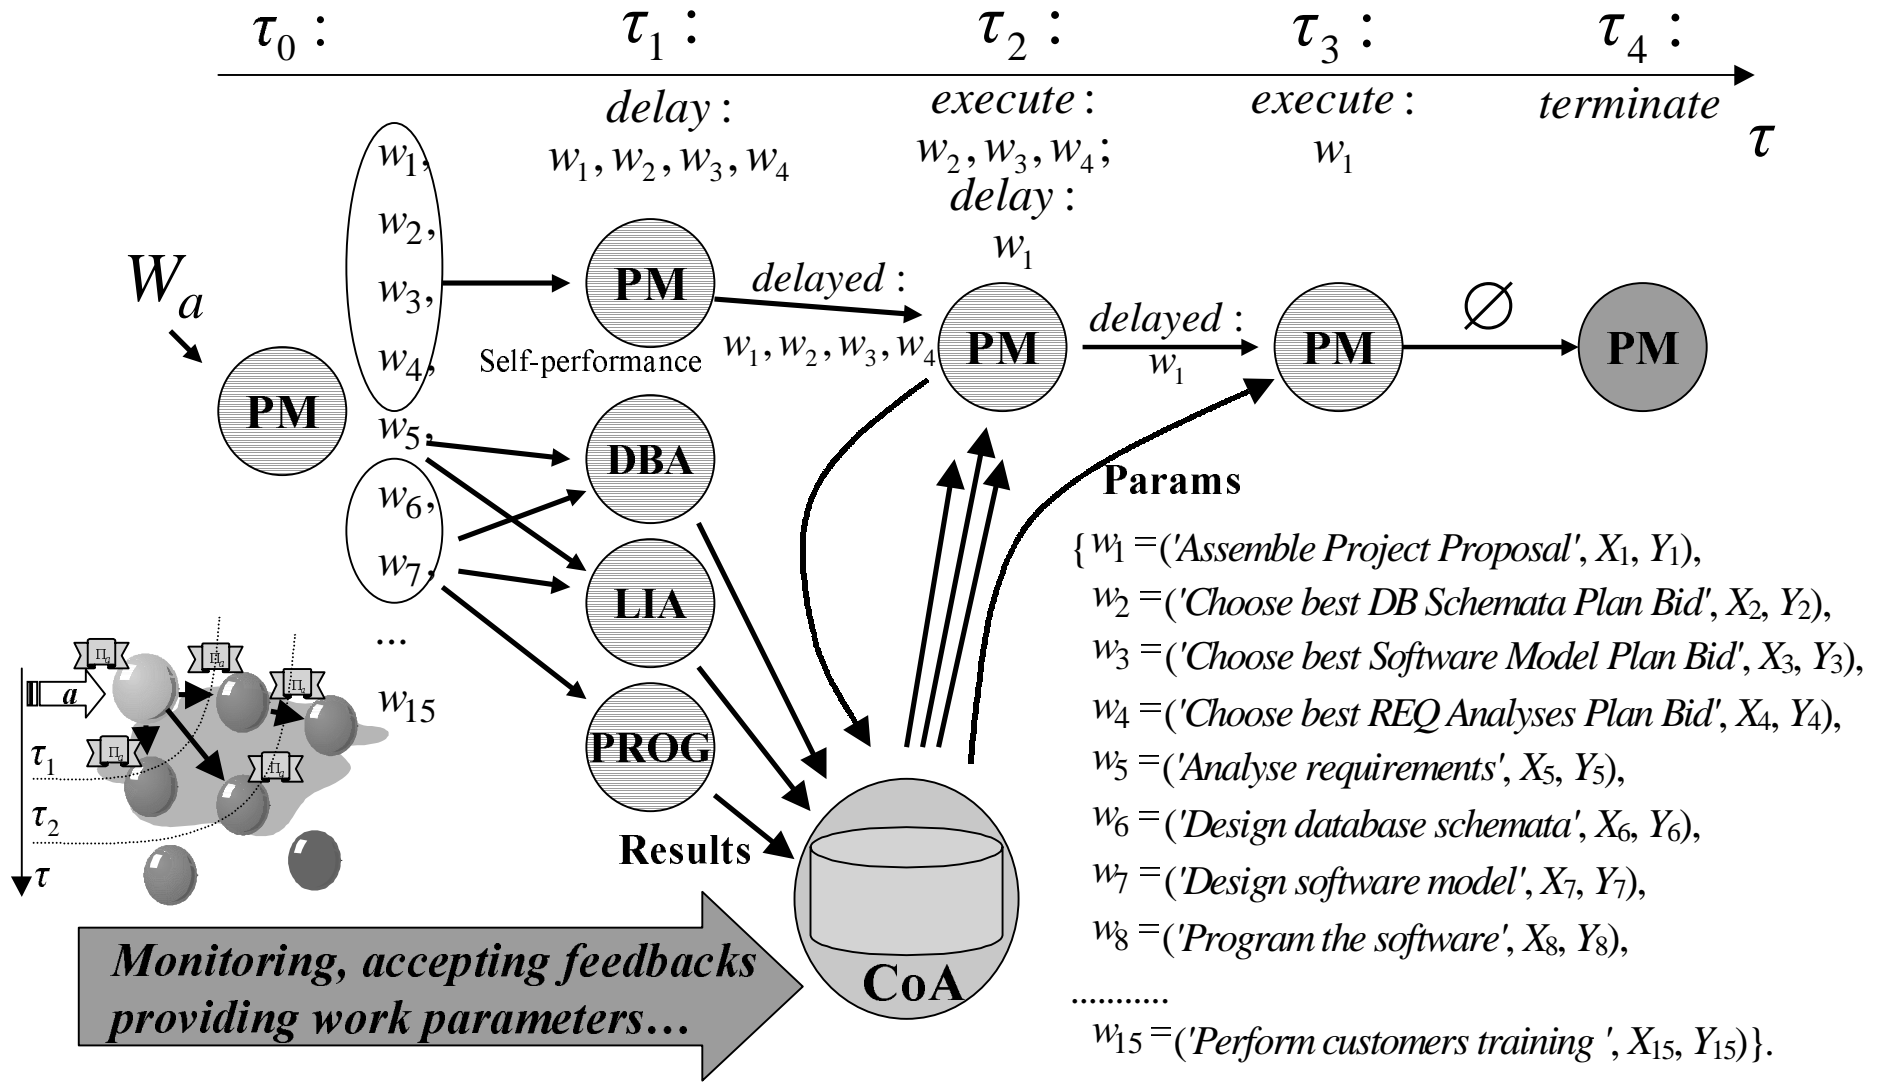 τ0 : τ1 : τ2 : τ3 : τ4 :
delay :
w1, w2, w3, w4
execute :
w2, w3, w4;
delay :
w1
execute :
w1
terminate
τ
Wa
PM
w1,
w2,
w3,
w4,
w5,
w6,
w7,
...
w15
PM
Self-performance
DBA
LIA
PROG
delayed :
w1, w2, w3, w4
PM
delayed :
w1
PM
∅
PM
Params
Results
{w1 =('Assemble Project Proposal', X1, Y1),
w2 =('Choose best DB Schemata Plan Bid', X2, Y2),
w3 =('Choose best Software Model Plan Bid', X3, Y3),
w4 =('Choose best REQ Analyses Plan Bid', X4, Y4),
w5 =('Analyse requirements', X5, Y5),
w6 =('Design database schemata', X6, Y6),
w7 =('Design software model', X7, Y7),
w8 =('Program the software', X8, Y8),
...........
w15 =('Perform customers training ', X15, Y15)}.
Πa
Πa
Πa
a
Πa
Πa
τ1
τ2
τ
Monitoring, accepting feedbacks
providing work parameters…
CoA